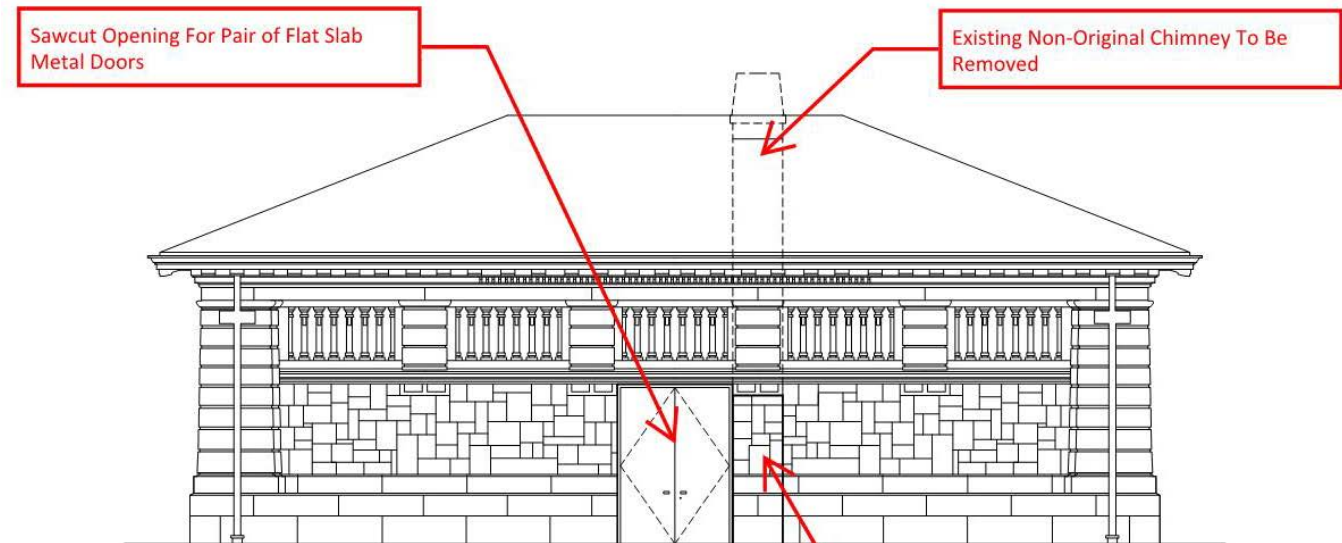 Sawcut Opening For Pair of Flat Slab
Metal Doors
Existing Non-Original Chimney To Be
Removed